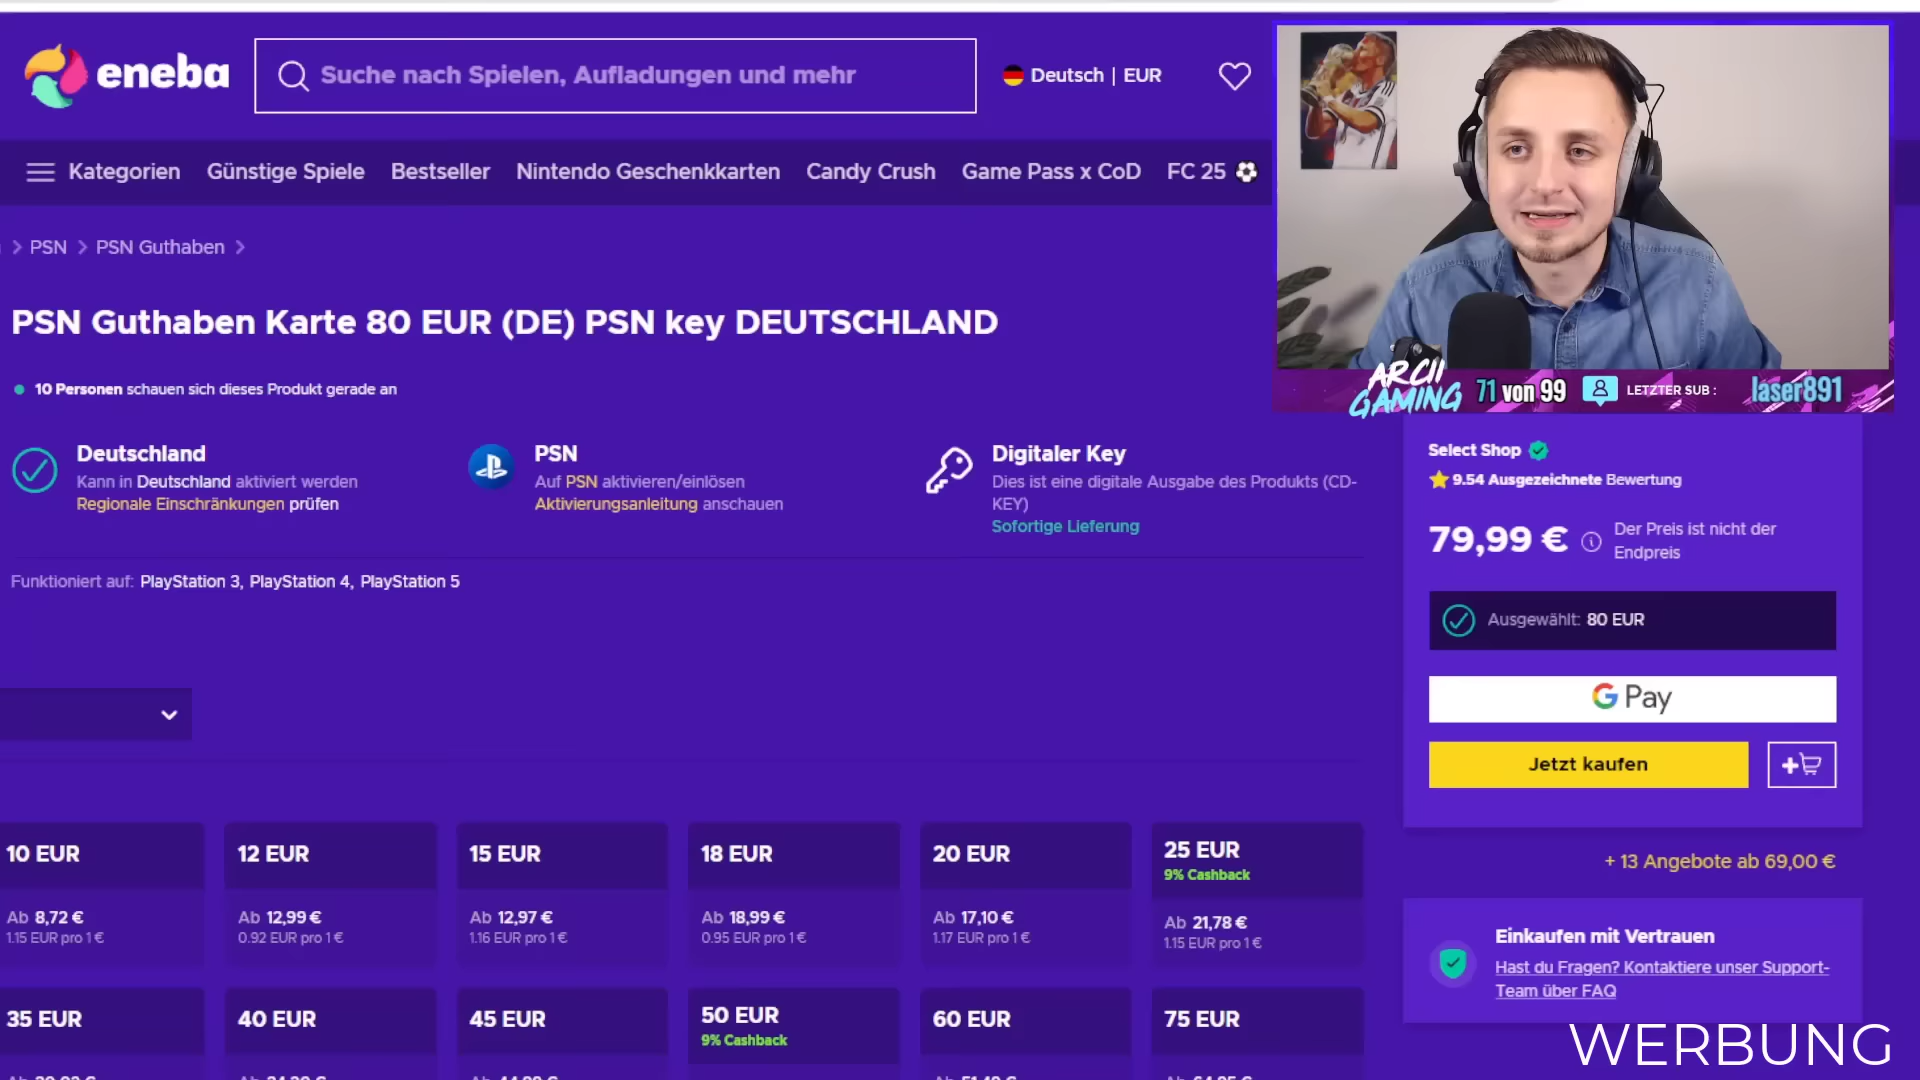 eneba
Suche nach Spielen, Aufladungen und mehr
Deutsch | EUR
Kategorien
Günstige Spiele
Bestseller
Nintendo Geschenkkarten
Candy Crush
Game Pass x CoD
FC 25
PSN
PSN Guthaben
PSN Guthaben Karte 80 EUR (DE) PSN key DEUTSCHLAND
10 Personen schauen sich dieses Produkt gerade an
Deutschland
Kann in Deutschland aktiviert werden
Regionale Einschränkungen prüfen
PSN
Auf PSN aktivieren/einlösen
Aktivierungsanleitung anschauen
Digitaler Key
Dies ist eine digitale Ausgabe des Produkts (CD-
KEY)
Sofortige Lieferung
Funktioniert auf: PlayStation 3, PlayStation 4, PlayStation 5
ARCII
GAMING
71 von 99
LETZTER SUB :
laser891
Select Shop
9.54 Ausgezeichnete Bewertung
79,99 €
Der Preis ist nicht der
Endpreis
Ausgewählt: 80 EUR
G Pay
Jetzt kaufen
+ 13 Angebote ab 69,00 €
Einkaufen mit Vertrauen
Hast du Fragen? Kontaktiere unser Support-
Team über FAQ
10 EUR
Ab 8,72 €
1.15 EUR pro 1 €
12 EUR
Ab 12,99 €
0.92 EUR pro 1 €
15 EUR
Ab 12,97 €
1.16 EUR pro 1 €
18 EUR
Ab 18,99 €
0.95 EUR pro 1 €
20 EUR
Ab 17,10 €
1.17 EUR pro 1 €
25 EUR
9% Cashback
Ab 21,78 €
1.15 EUR pro 1 €
35 EUR
40 EUR
45 EUR
50 EUR
9% Cashback
60 EUR
75 EUR
WERBUNG